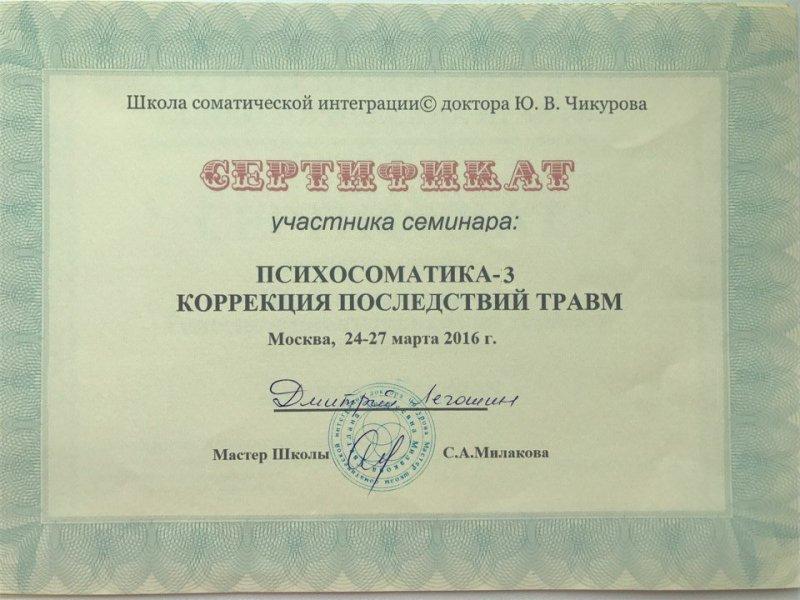 Школа соматической интеграции© доктора Ю. В. Чикурова
СЕРТИФИКАТ
участника семинара:
ПСИХОСОМАТИКА-3
КОРРЕКЦИЯ ПОСЛЕДСТВИЙ ТРАВМ
Москва, 24-27 марта 2016 г.
Дмитрий Легошин
Мастер Школы
С.А.Милакова